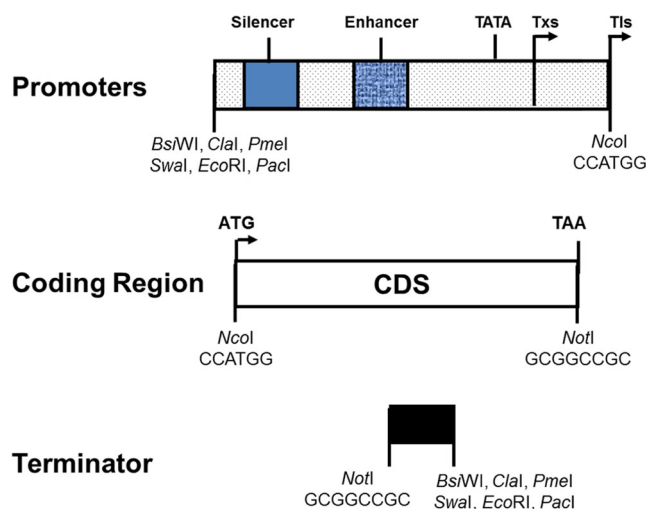 Silencer Enhancer TATA Txs Tls
Promoters
BsiWI, ClaI, PmeI
SwaI, EcoRI, PacI
NcoI
CCATGG
ATG TAA
Coding Region CDS
NcoI
CCATGG
NotI
GCGGCCGC
Terminator
NotI
GCGGCCGC
BsiWI, ClaI, PmeI
SwaI, EcoRI, PacI